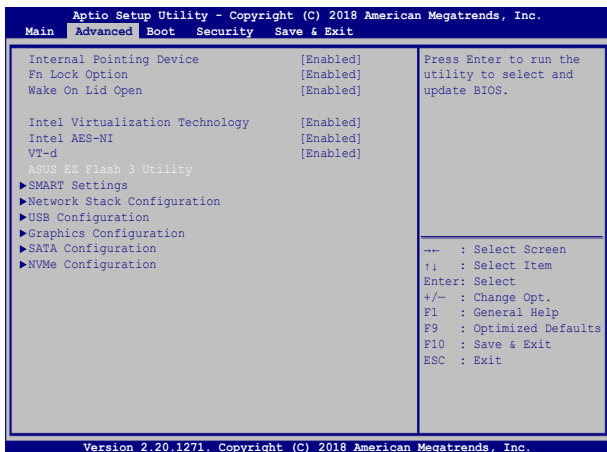 Aptio Setup Utility - Copyright (C) 2018 American Megatrends, Inc.
Main Advanced Boot Security Save & Exit
Internal Pointing Device [Enabled]
Fn Lock Option [Enabled]
Wake On Lid Open [Enabled]
Intel Virtualization Technology [Enabled]
Intel AES-NI [Enabled]
VT-d [Enabled]
ASUS EZ Flash 3 Utility
▶SMART Settings
▶Network Stack Configuration
▶USB Configuration
▶Graphics Configuration
▶SATA Configuration
▶NVMe Configuration
Press Enter to run the
utility to select and
update BIOS.
→← : Select Screen
↑↓ : Select Item
Enter: Select
+/— : Change Opt.
F1 : General Help
F9 : Optimized Defaults
F10 : Save & Exit
ESC : Exit
Version 2.20.1271. Copyright (C) 2018 American Megatrends, Inc.